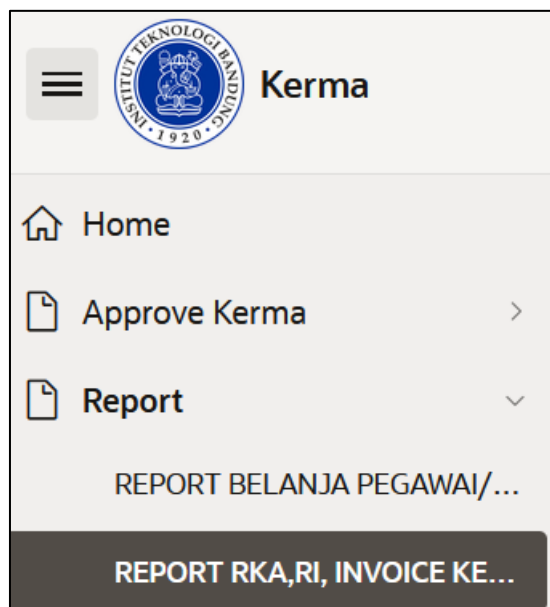 INSTITUT TEKNOLOGI BANDUNG
1920
Kerma
Home
Approve Kerma
Report
REPORT BELANJA PEGAWAI/...
REPORT RKA,RI, INVOICE KE...